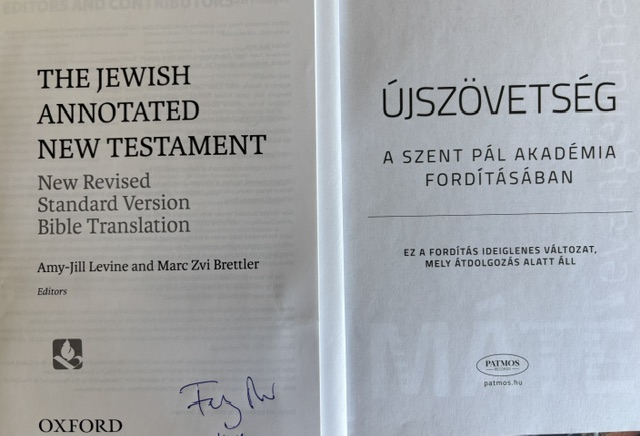 THE JEWISH
ANNOTATED
NEW TESTAMENT
New Revised
Standard Version
Bible Translation
Amy-Jill Levine and Marc Zvi Brettler
Editors
OXFORD
ÚJSZÖVETSÉG
A SZENT PÁL AKADÉMIA
FORDÍTÁSÁBAN
EZ A FORDÍTÁS IDEIGLENES VÁLTOZAT,
MELY ÁTDOLGOZÁS ALATT ÁLL
PATMOS
RECORDS
patmos.hu